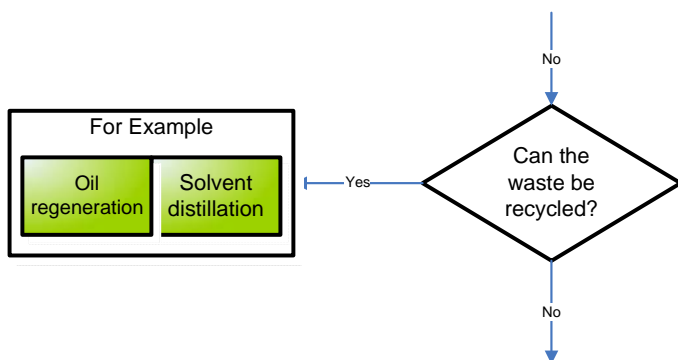 No
For Example
Oil
regeneration
Solvent
distillation
Yes
Can the
waste be
recycled?
No